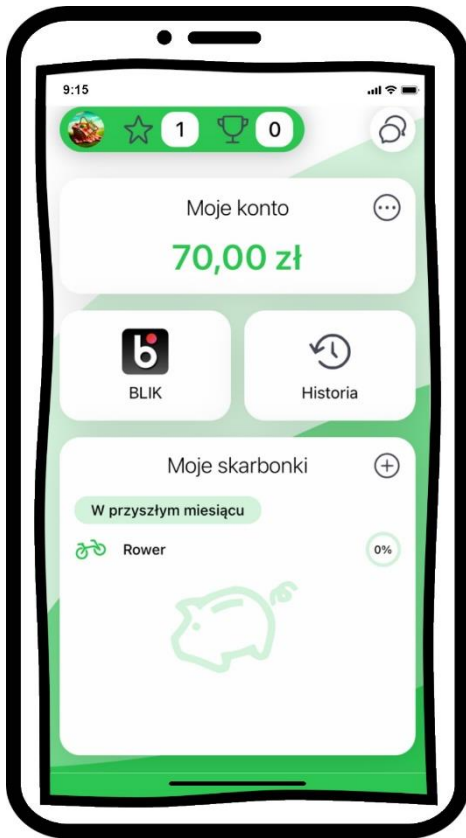 9:15
1 0
Moje konto
70,00 zł
BLIK Historia
Moje skarbonki
W przyszłym miesiącu
Rower 0%